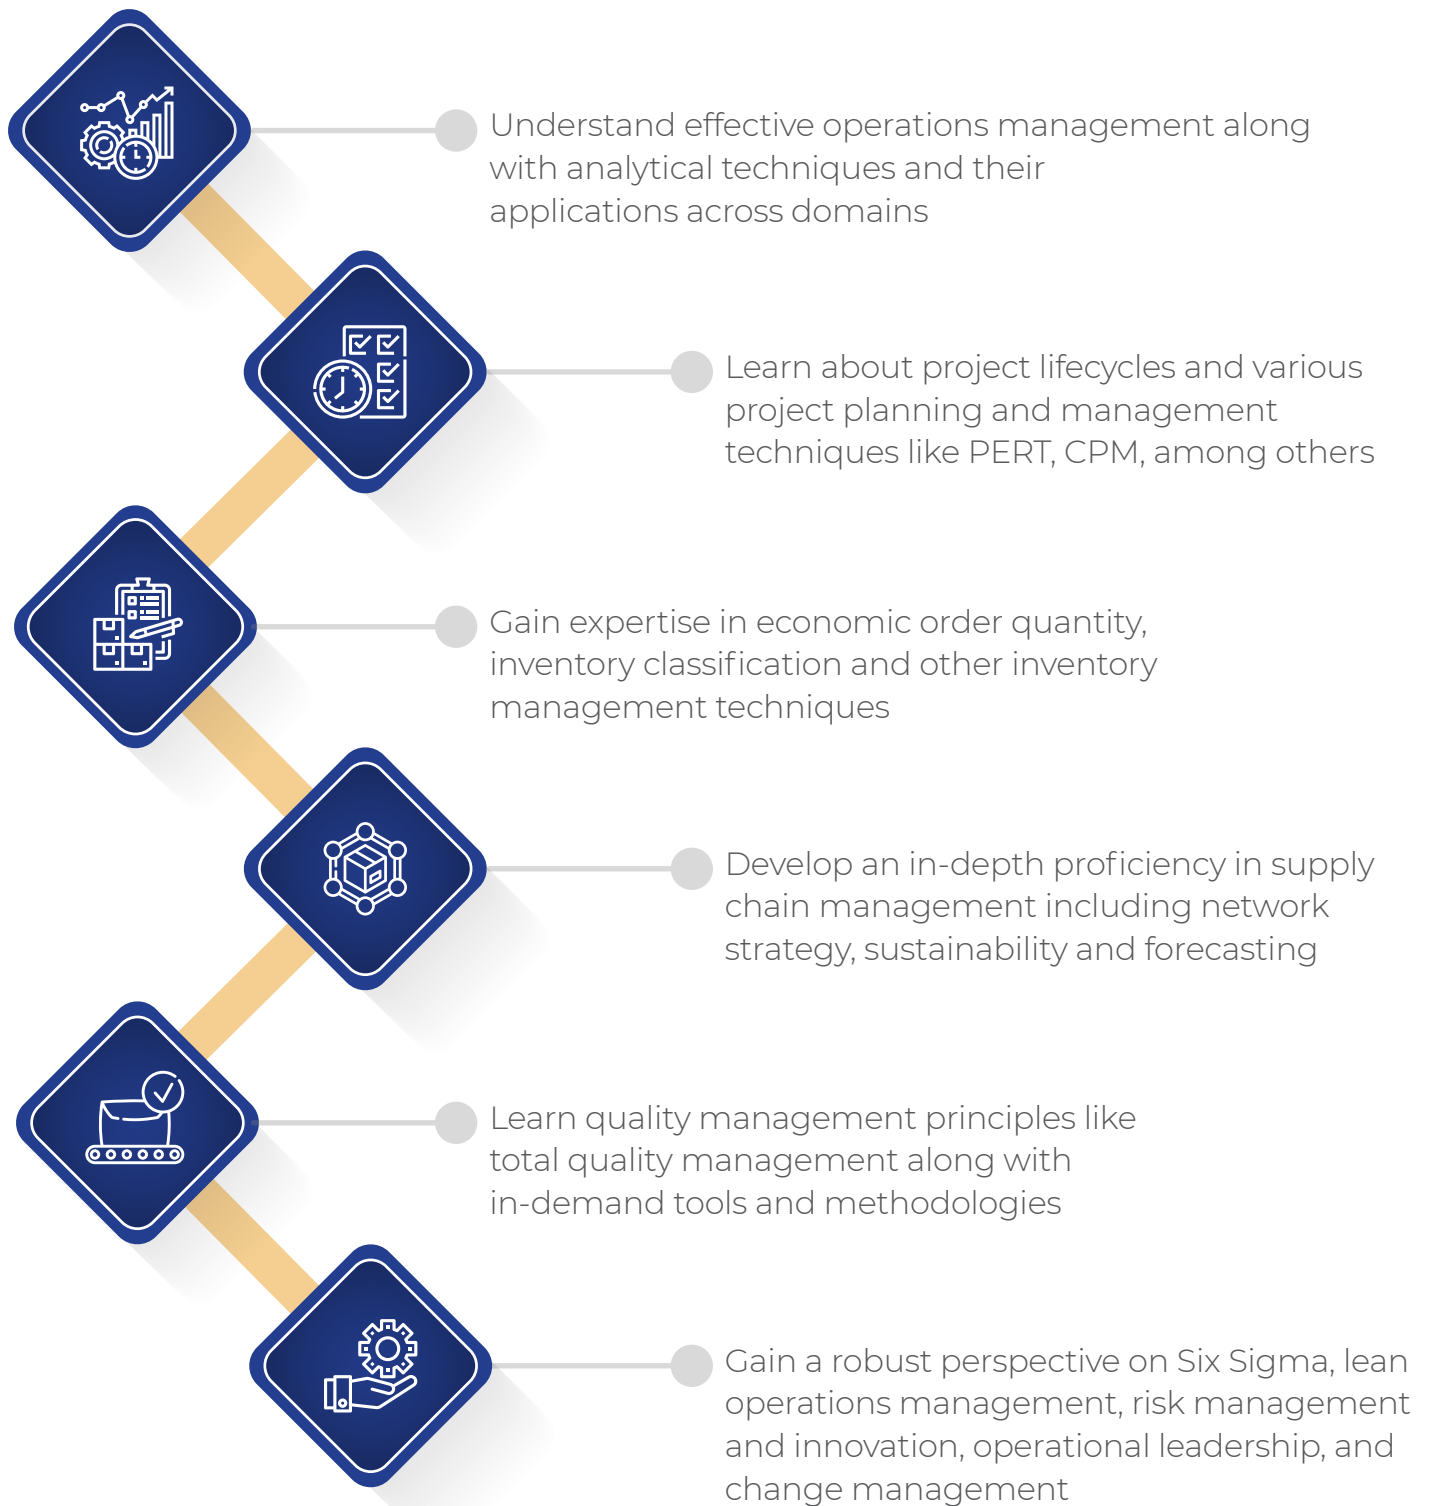 Understand effective operations management along
with analytical techniques and their
applications across domains
Learn about project lifecycles and various
project planning and management
techniques like PERT, CPM, among others
Gain expertise in economic order quantity,
inventory classification and other inventory
management techniques
Develop an in-depth proficiency in supply
chain management including network
strategy, sustainability and forecasting
Learn quality management principles like
total quality management along with
in-demand tools and methodologies
Gain a robust perspective on Six Sigma, lean
operations management, risk management
and innovation, operational leadership, and
change management